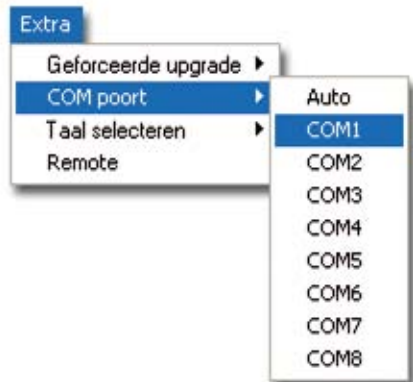 Extra
Geforceerde upgrade
COM poort
Taal selecteren
Remote
Auto
COM1
COM2
COM3
COM4
COM5
COM6
COM7
COM8